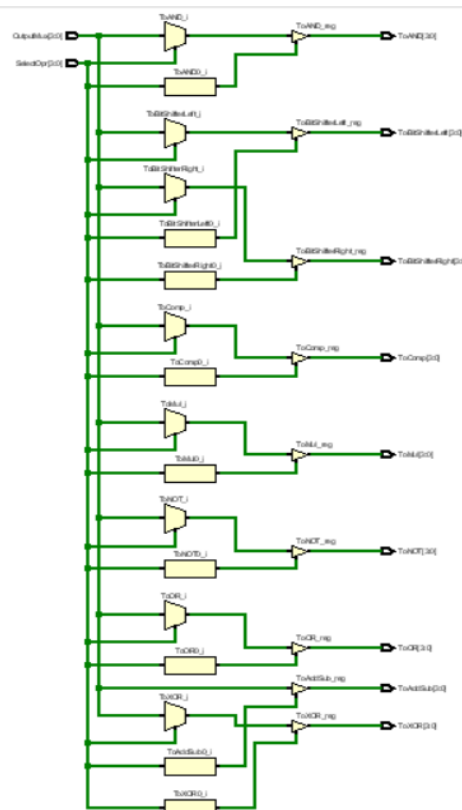 ToAND_i
ToAND_reg
OutputMux[3:0]
ToAND[3:0]
SelectOpr[3:0]
ToAND0_i
ToBitShifterLeft_i
ToBitShifterLeft_reg
ToBitShifterLeft[3:0]
ToBitShifterRight_i
ToBitShifterLeft0_i
ToBitShifterRight_reg
ToBitShifterRight[3:
ToBitShifterRight0_i
ToComp_i
ToComp_reg
ToComp[3:0]
ToComp0_i
ToMul_i
ToMul_reg
ToMul[3:0]
ToMul0_i
ToNOT_i
ToNOT_reg
ToNOT[3:0]
ToNOT0_i
ToOR_i
ToOR_reg
ToOR[3:0]
ToOR0_i
ToAddSub_reg
ToAddSub[3:0]
ToXOR_i
ToXOR_reg
ToXOR[3:0]
ToAddSub0_i
ToXOR0_i